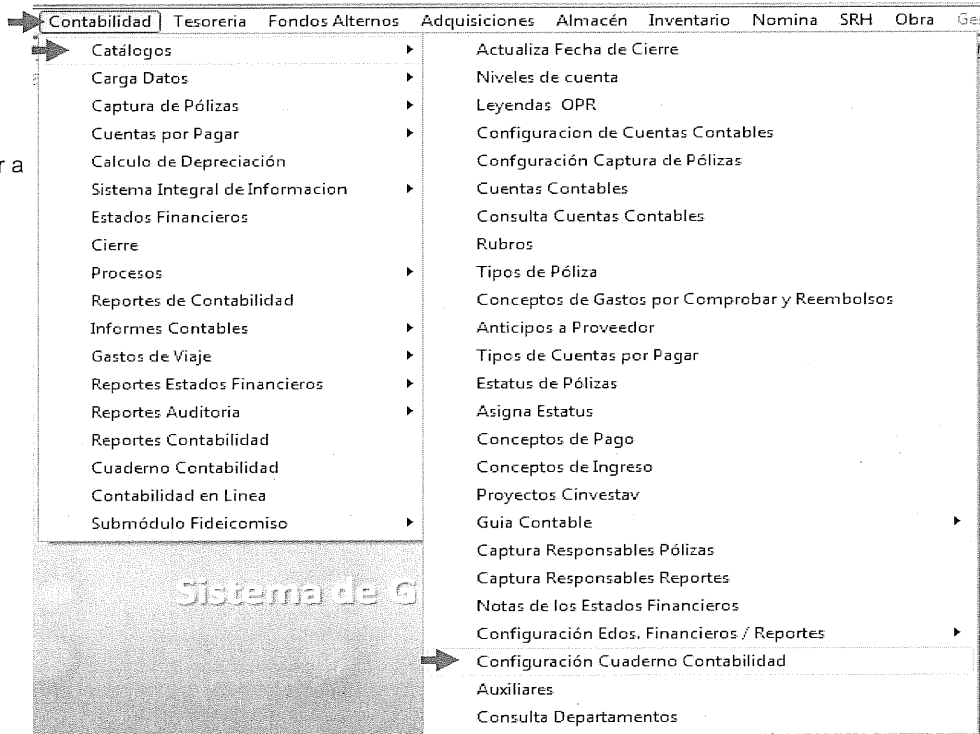 Contabilidad Tesoreria Fondos Alternos Adquisiciones Almacén Inventario Nomina SRH Obra Ges
Catálogos
Carga Datos
Captura de Pólizas
Cuentas por Pagar
r a
Calculo de Depreciación
Sistema Integral de Informacion
Estados Financieros
Cierre
Procesos
Reportes de Contabilidad
Informes Contables
Gastos de Viaje
Reportes Estados Financieros
Reportes Auditoria
Reportes Contabilidad
Cuaderno Contabilidad
Contabilidad en Linea
Submódulo Fideicomiso
Actualiza Fecha de Cierre
Niveles de cuenta
Leyendas OPR
Configuracion de Cuentas Contables
Confguración Captura de Pólizas
Cuentas Contables
Consulta Cuentas Contables
Rubros
Tipos de Póliza
Conceptos de Gastos por Comprobar y Reembolsos
Anticipos a Proveedor
Tipos de Cuentas por Pagar
Estatus de Pólizas
Asigna Estatus
Conceptos de Pago
Conceptos de Ingreso
Proyectos Cinvestav
Guia Contable
Captura Responsables Pólizas
Captura Responsables Reportes
Notas de los Estados Financieros
Configuración Edos. Financieros / Reportes
Configuración Cuaderno Contabilidad
Auxiliares
Consulta Departamentos
Sistema de G